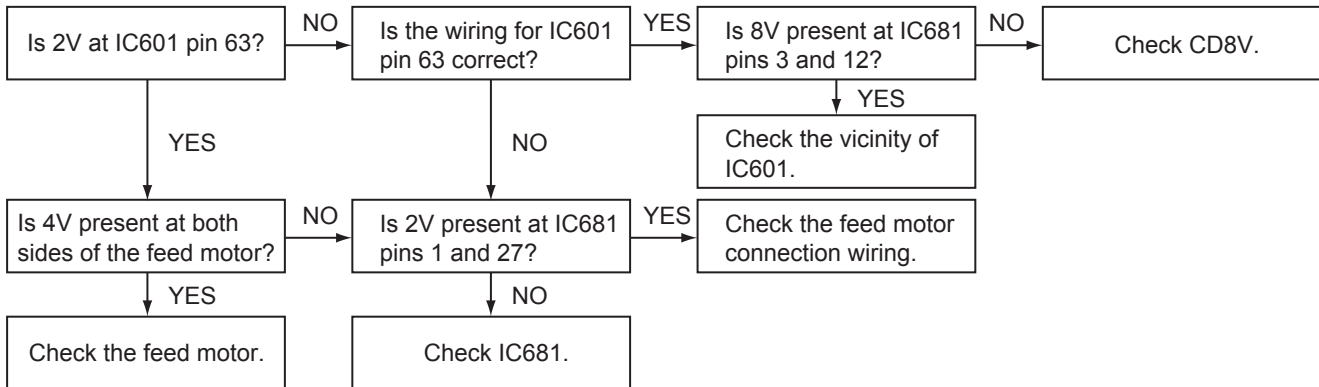 Is 2V at IC601 pin 63?
NO
Is the wiring for IC601
pin 63 correct?
YES
Is 8V present at IC681
pins 3 and 12?
NO
Check CD8V.
YES
NO
YES
Check the vicinity of
IC601.
Is 4V present at both
sides of the feed motor?
NO
Is 2V present at IC681
pins 1 and 27?
YES
Check the feed motor
connection wiring.
YES
NO
Check the feed motor.
Check IC681.